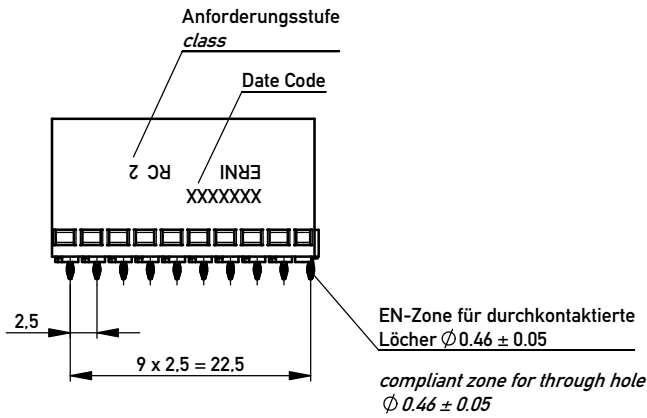 Anforderungsstufe
class
Date Code
RC 2
ERNI
XXXXXXX
2,5
9 x 2,5 = 22,5
EN-Zone für durchkontaktierte
Löcher ∅ 0.46 ± 0.05
compliant zone for through hole
∅ 0.46 ± 0.05